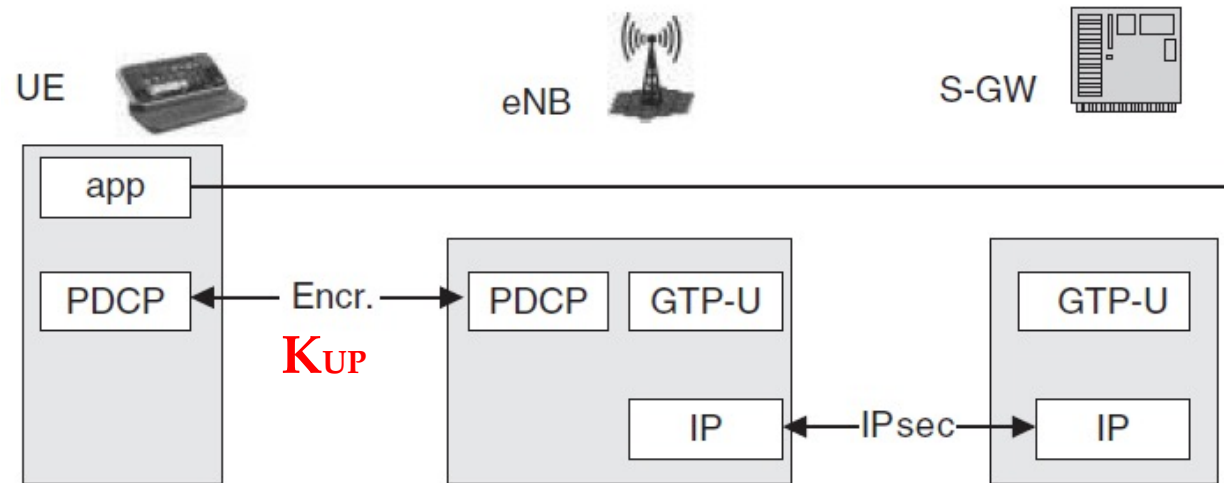 UE
eNB
S-GW
app
PDCP
Encr.
PDCP
GTP-U
GTP-U
KUP
IP
IPsec
IP